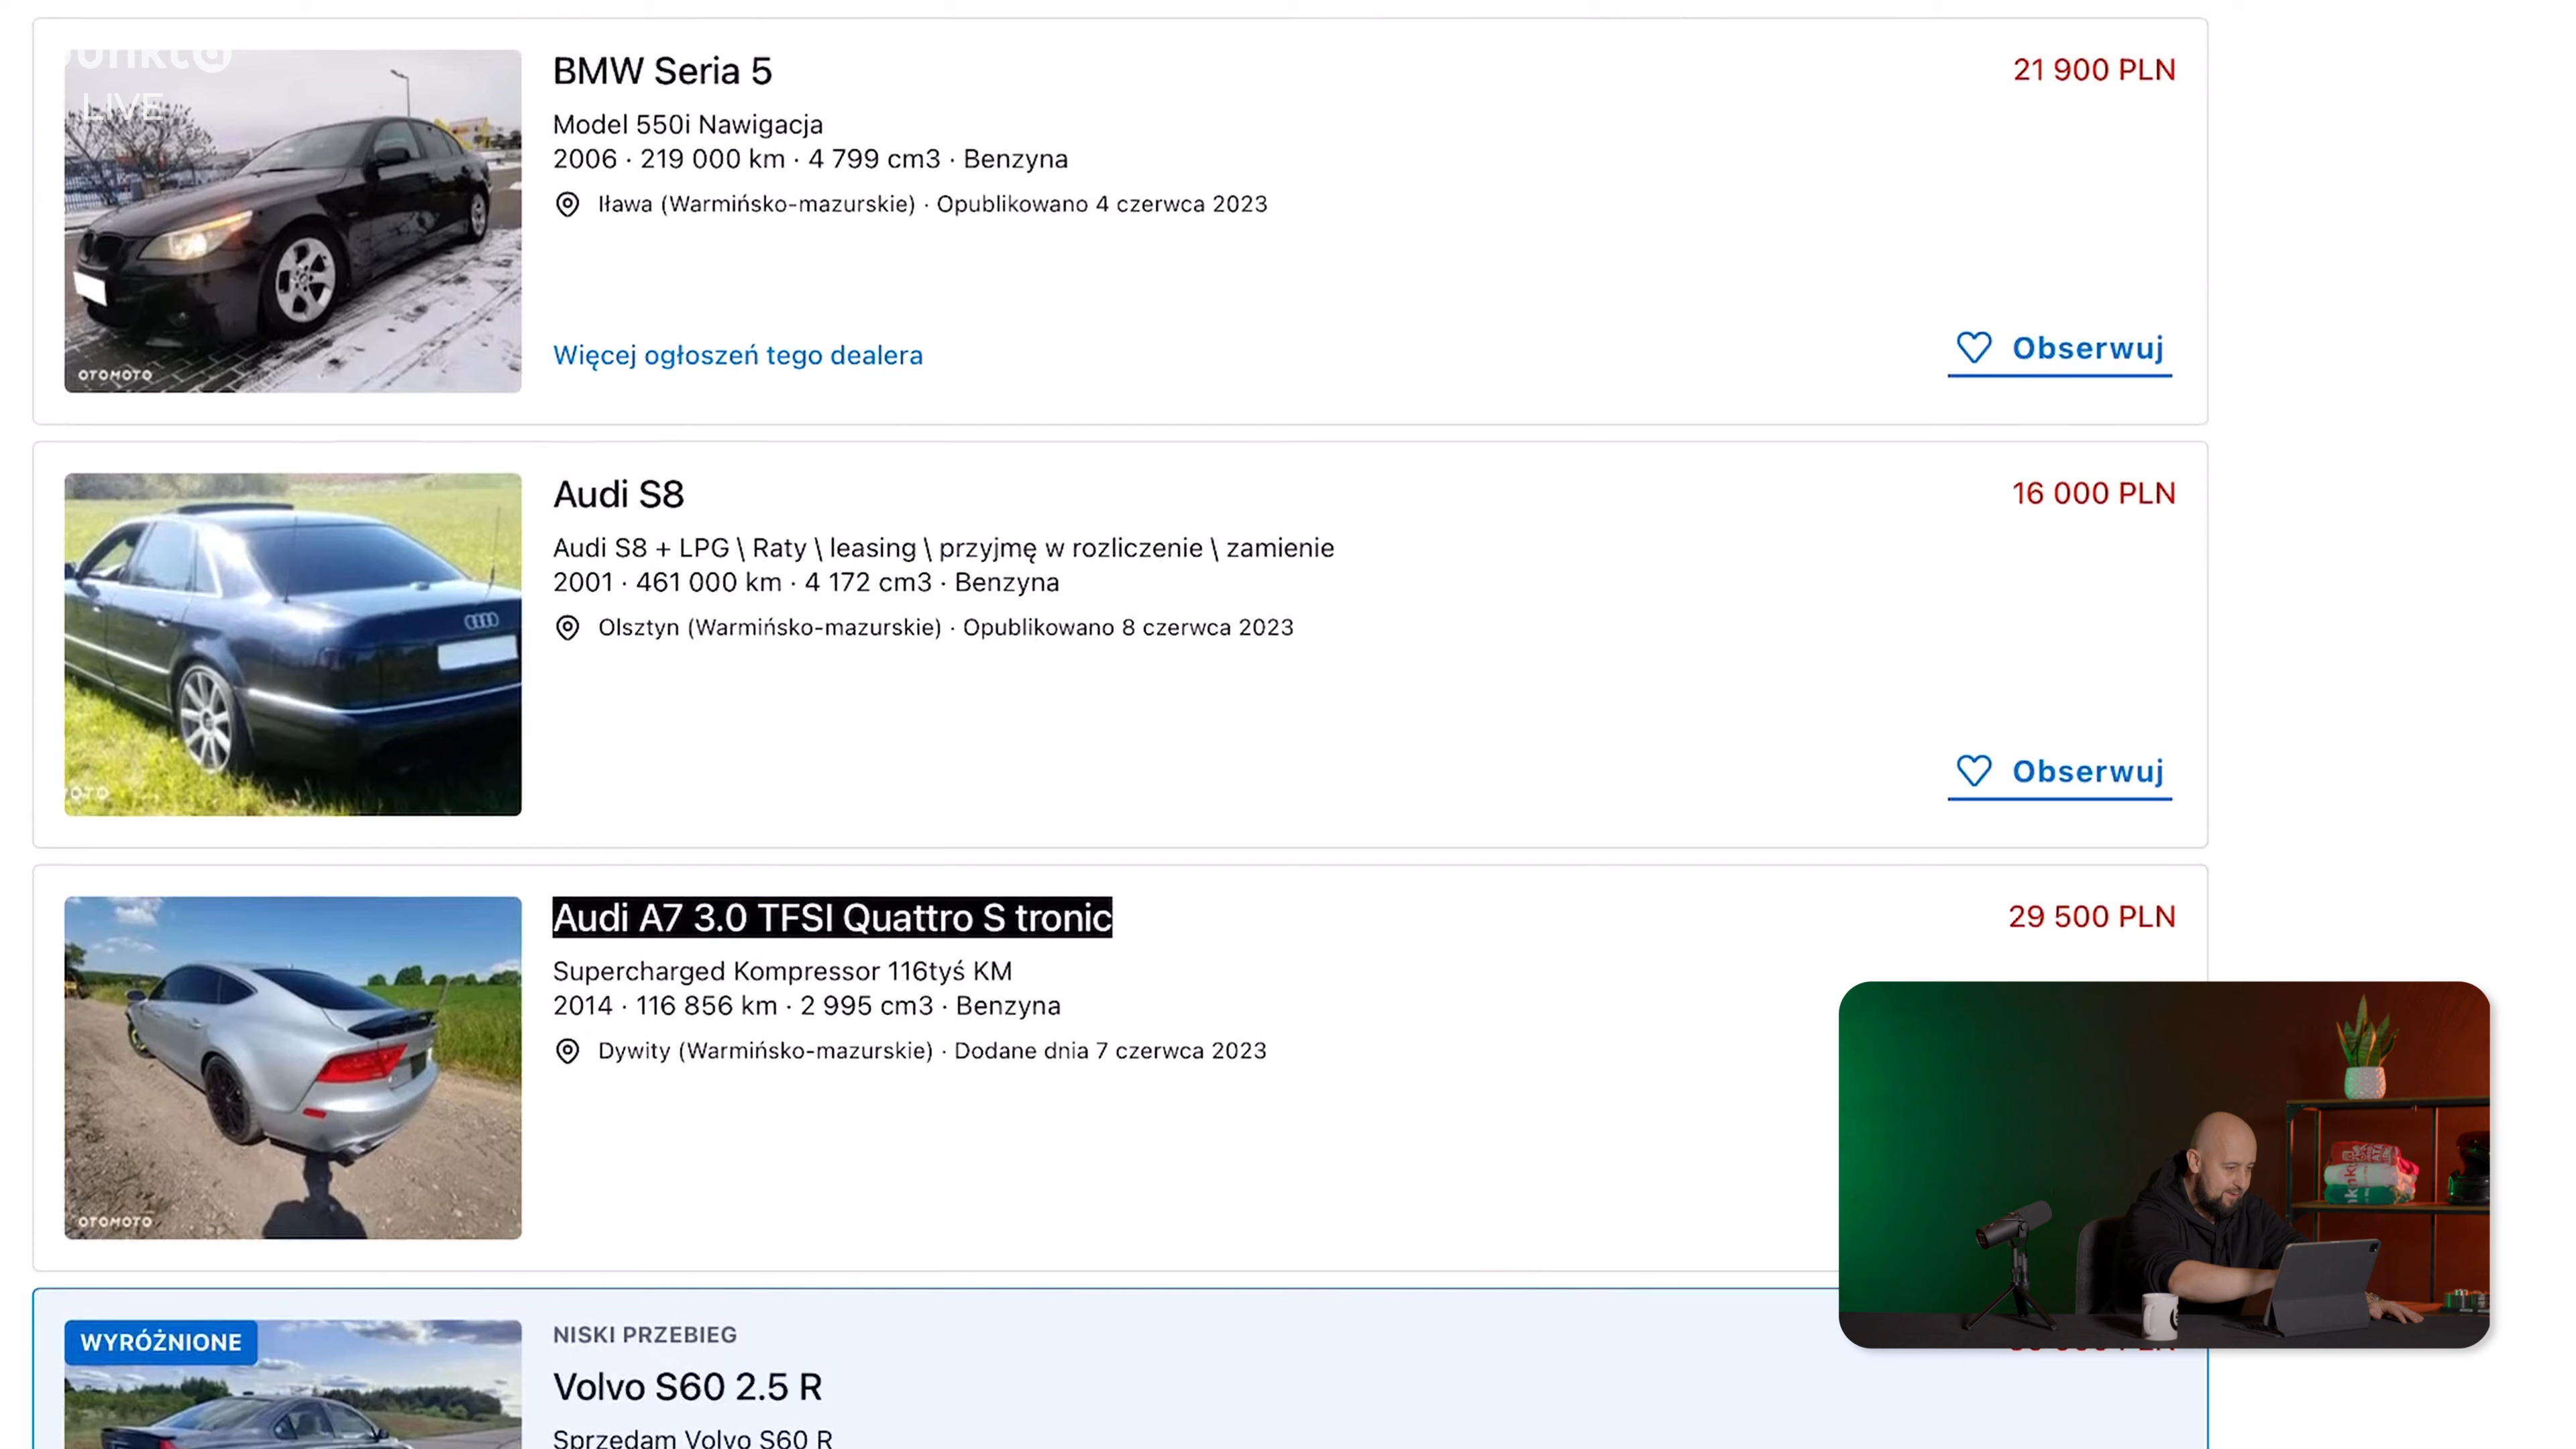 LIVE
BMW Seria 5
21 900 PLN
Model 550i Nawigacja
2006 · 219 000 km · 4 799 cm3 · Benzyna
Iława (Warmińsko-mazurskie) · Opublikowano 4 czerwca 2023
Więcej ogłoszeń tego dealera
Obserwuj
OTOMOTO
Audi S8
16 000 PLN
Audi S8 + LPG \ Raty \ leasing \ przyjmę w rozliczenie \ zamienie
2001 · 461 000 km · 4 172 cm3 · Benzyna
Olsztyn (Warmińsko-mazurskie) · Opublikowano 8 czerwca 2023
Obserwuj
Audi A7 3.0 TFSI Quattro S tronic
29 500 PLN
Supercharged Kompressor 116tyś KM
2014 · 116 856 km · 2 995 cm3 · Benzyna
Dywity (Warmińsko-mazurskie) · Dodane dnia 7 czerwca 2023
OTOMOTO
WYRÓŻNIONE
NISKI PRZEBIEG
Volvo S60 2.5 R
Sprzedam Volvo S60 R